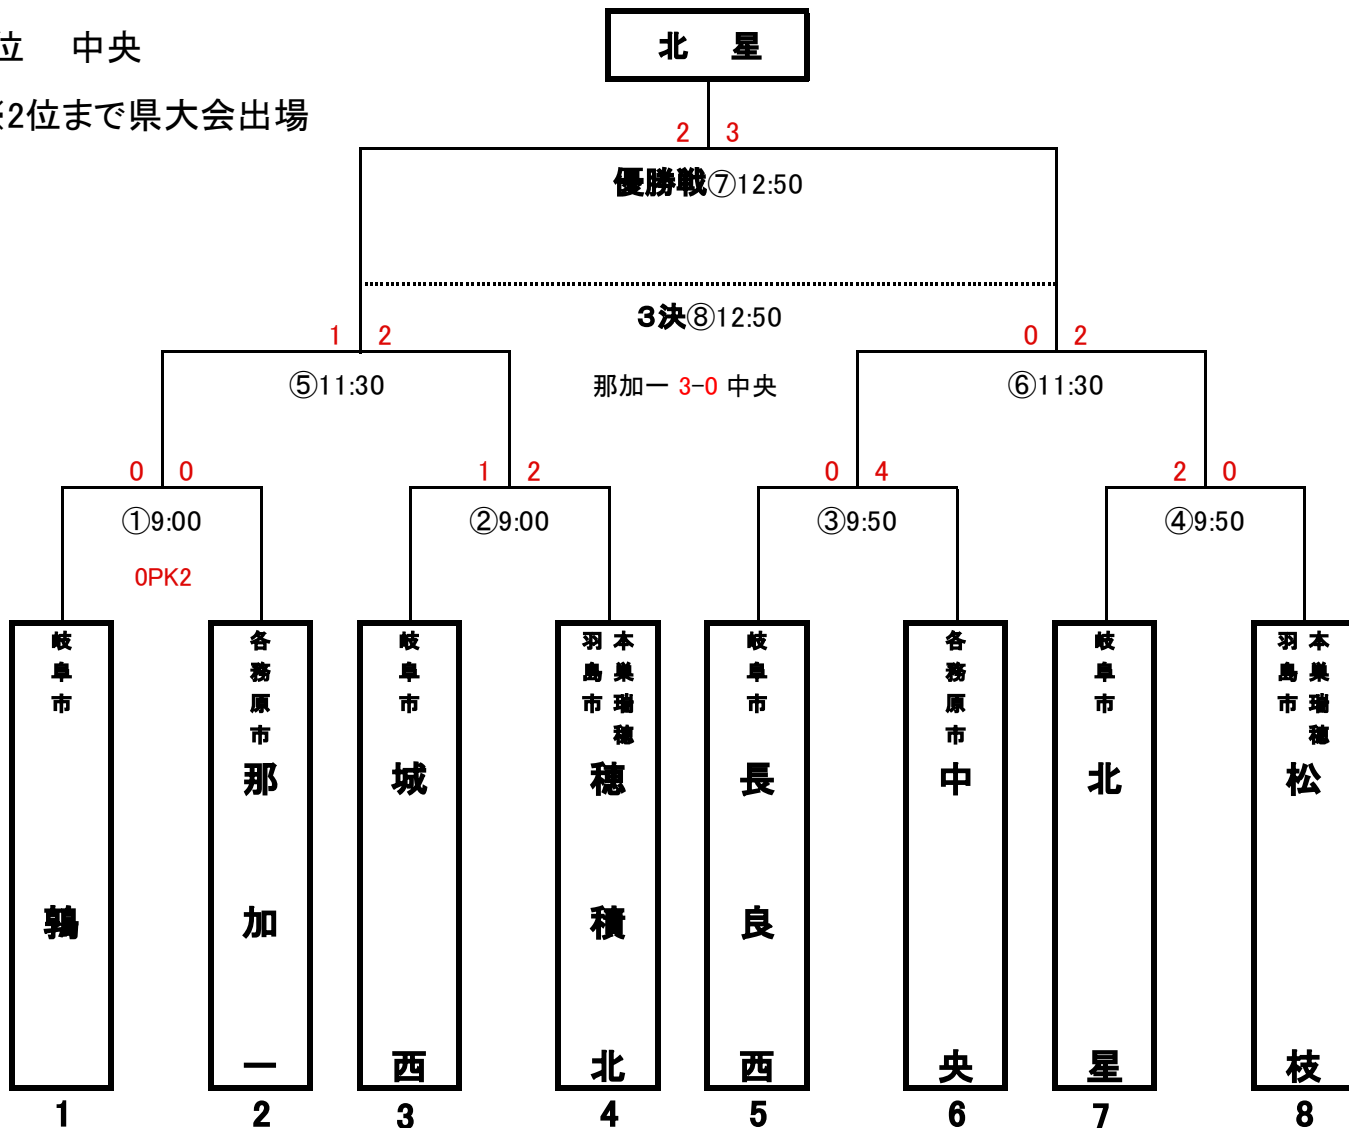 位 中央
北 星
※2位まで県大会出場
2 3
優勝戦⑦12:50
3決⑧12:50
1 2
0 2
⑤11:30
那加一 3-0 中央
⑥11:30
0 0
1 2
0 4
2 0
①9:00
②9:00
③9:50
④9:50
0PK2
岐阜市
鶉
各務原市
那加一
岐阜市
城西
本巣瑞穂
羽島市
穂積北
岐阜市
長良西
各務原市
中央
岐阜市
北星
本巣瑞穂
羽島市
松枝
1 2 3 4 5 6 7 8